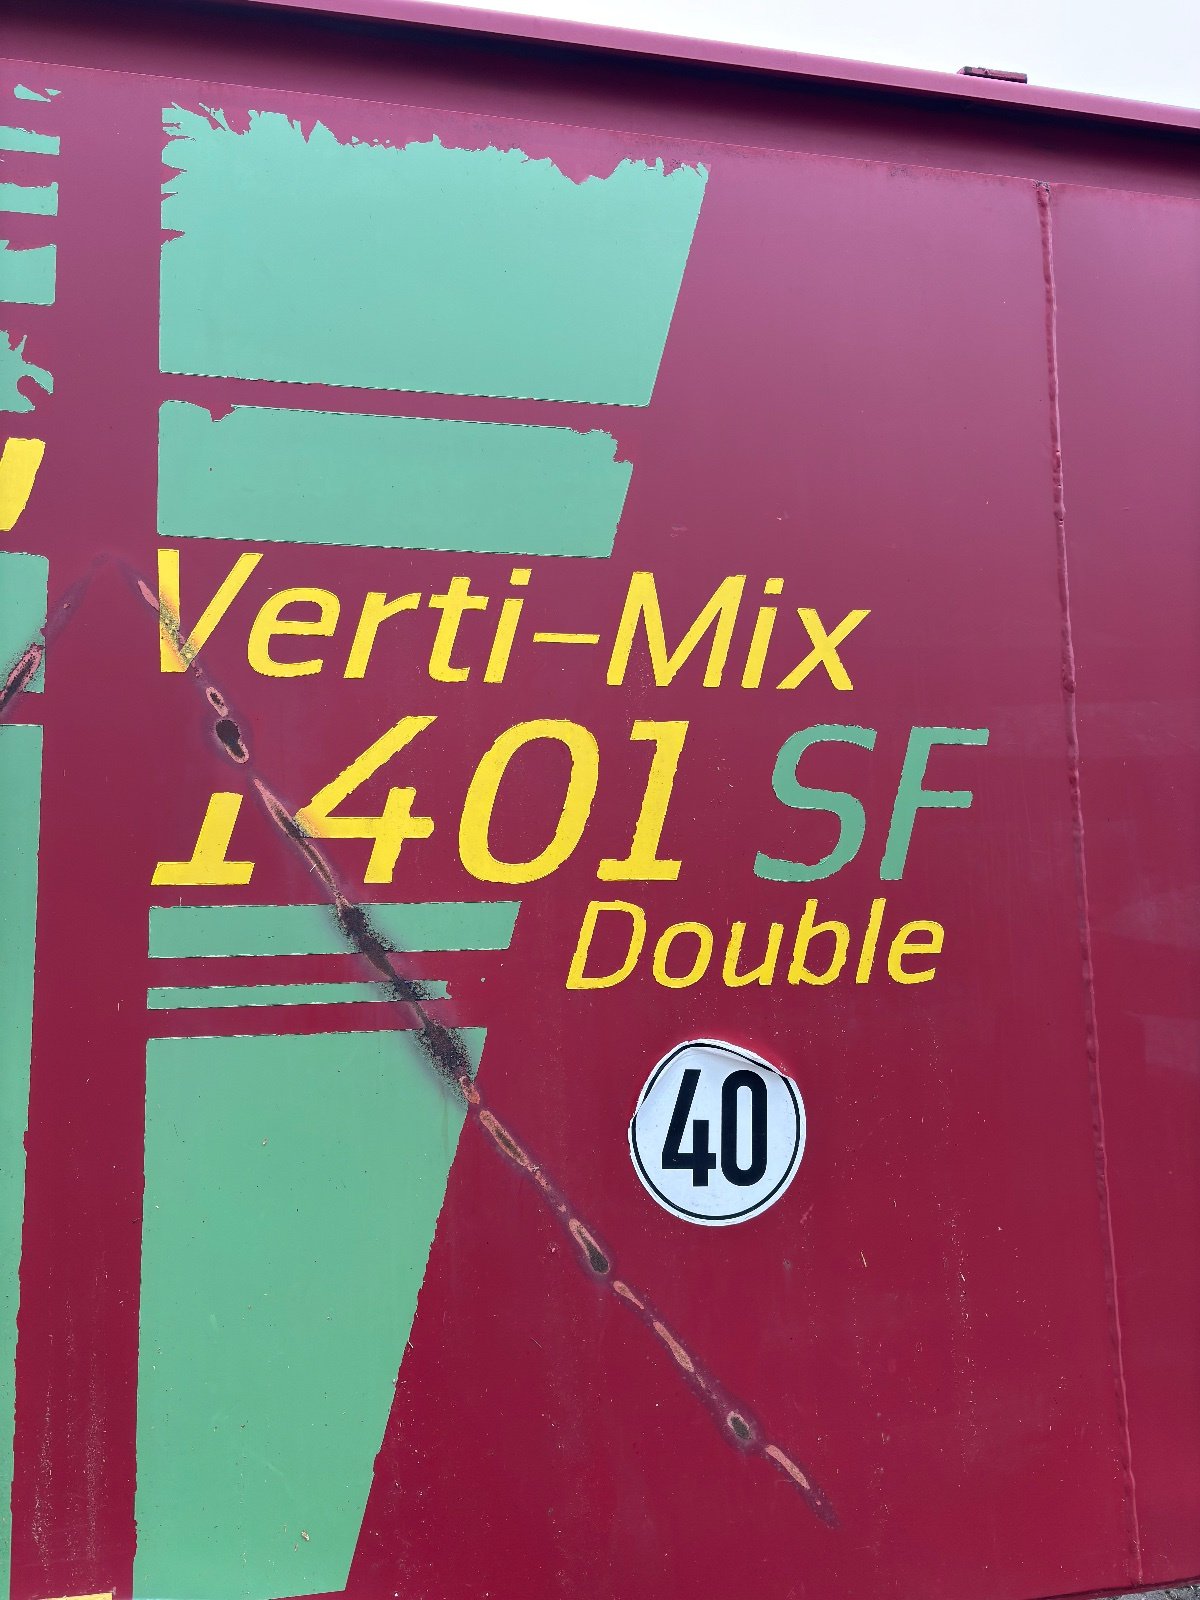 Verti-Mix
1401 SF
Double
40